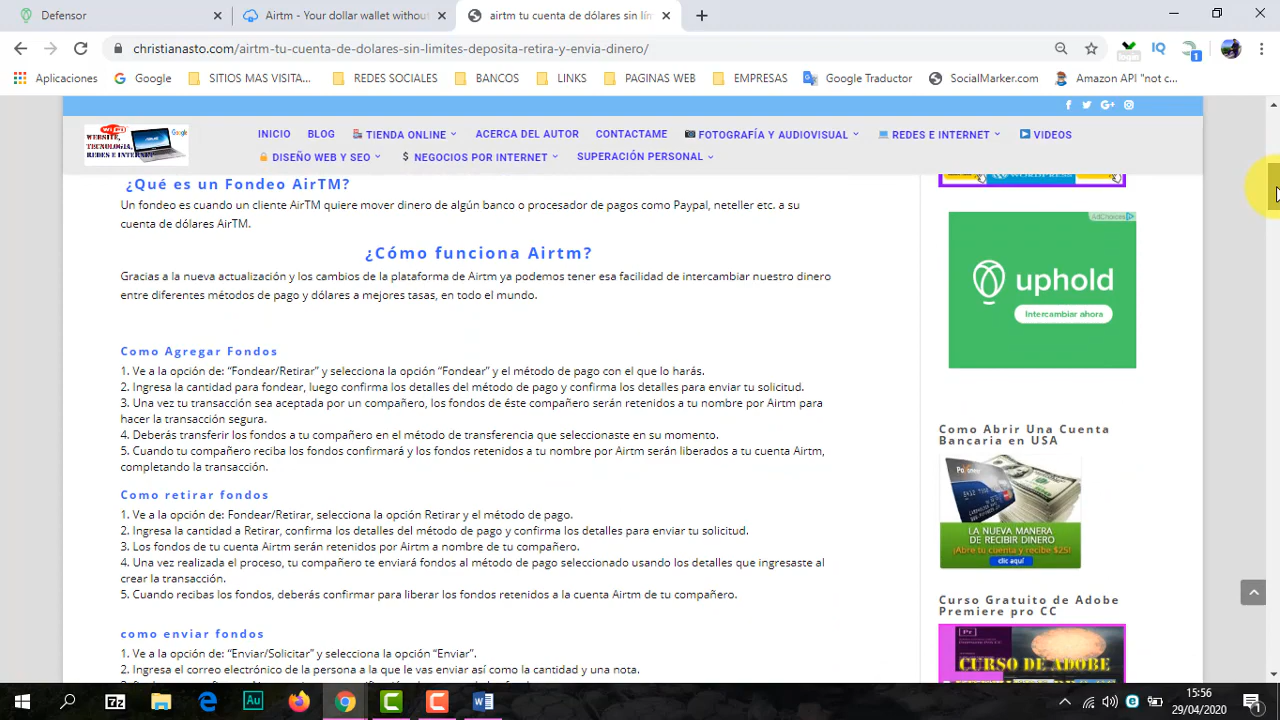 Defensor
Airtm - Your dollar wallet without
airtm tu cuenta de dólares sin lím
christianasto.com/airtm-tu-cuenta-de-dolares-sin-limites-deposita-retira-y-envia-dinero/
IQ
1
Aplicaciones
Google
SITIOS MAS VISITA...
REDES SOCIALES
BANCOS
LINKS
PAGINAS WEB
EMPRESAS
Google Traductor
SocialMarker.com
Amazon API "not c...
WEBSITE,
TECNOLOGIA,
REDES E INTERNET
Google
INICIO
BLOG
TIENDA ONLINE
ACERCA DEL AUTOR
CONTACTAME
FOTOGRAFÍA Y AUDIOVISUAL
REDES E INTERNET
VIDEOS
DISEÑO WEB Y SEO
$ NEGOCIOS POR INTERNET
SUPERACIÓN PERSONAL
¿Qué es un Fondeo AirTM?
Un fondeo es cuando un cliente AirTM quiere mover dinero de algún banco o procesador de pagos como Paypal, neteller etc. a su
cuenta de dólares AirTM.
¿Cómo funciona Airtm?
Gracias a la nueva actualización y los cambios de la plataforma de Airtm ya podemos tener esa facilidad de intercambiar nuestro dinero
entre diferentes métodos de pago y dólares a mejores tasas, en todo el mundo.
Como Agregar Fondos
1. Ve a la opción de: “Fondear/Retirar” y selecciona la opción “Fondear” y el método de pago con el que lo harás.
2. Ingresa la cantidad para fondear, luego confirma los detalles del método de pago y confirma los detalles para enviar tu solicitud.
3. Una vez tu transacción sea aceptada por un compañero, los fondos de éste compañero serán retenidos a tu nombre por Airtm para
hacer la transacción segura.
4. Deberás transferir los fondos a tu compañero en el método de transferencia que seleccionaste en su momento.
5. Cuando tu compañero reciba los fondos confirmará y los fondos retenidos a tu nombre por Airtm serán liberados a tu cuenta Airtm,
completando la transacción.
Como retirar fondos
1. Ve a la opción de: Fondear/Retirar, selecciona la opción Retirar y el método de pago.
2. Ingresa la cantidad a Retirar, confirma los detalles del método de pago y confirma los detalles para enviar tu solicitud.
3. Los fondos de tu cuenta Airtm serán retenidos por Airtm a nombre de tu compañero.
4. Una vez realizada el proceso, tu compañero te enviará fondos al método de pago seleccionado usando los detalles que ingresaste al
crear la transacción.
5. Cuando recibas los fondos, deberás confirmar para liberar los fondos retenidos a la cuenta Airtm de tu compañero.
como enviar fondos
1. Ve a la opción de: “Enviar/Soli” y selecciona la opción “Enviar”.
2. Ingresa el correo electrónico de la persona a la que le vas enviar así como la cantidad y una nota.
WORDPRESS
AdChoices
uphold
Intercambiar ahora
Como Abrir Una Cuenta
Bancaria en USA
LA NUEVA MANERA
DE RECIBIR DINERO
¡Abre tu cuenta y recibe $25!
clic aquí
Curso Gratuito de Adobe
Premiere pro CC
Pr
CURSO DE ADOBE
15:56
29/04/2020